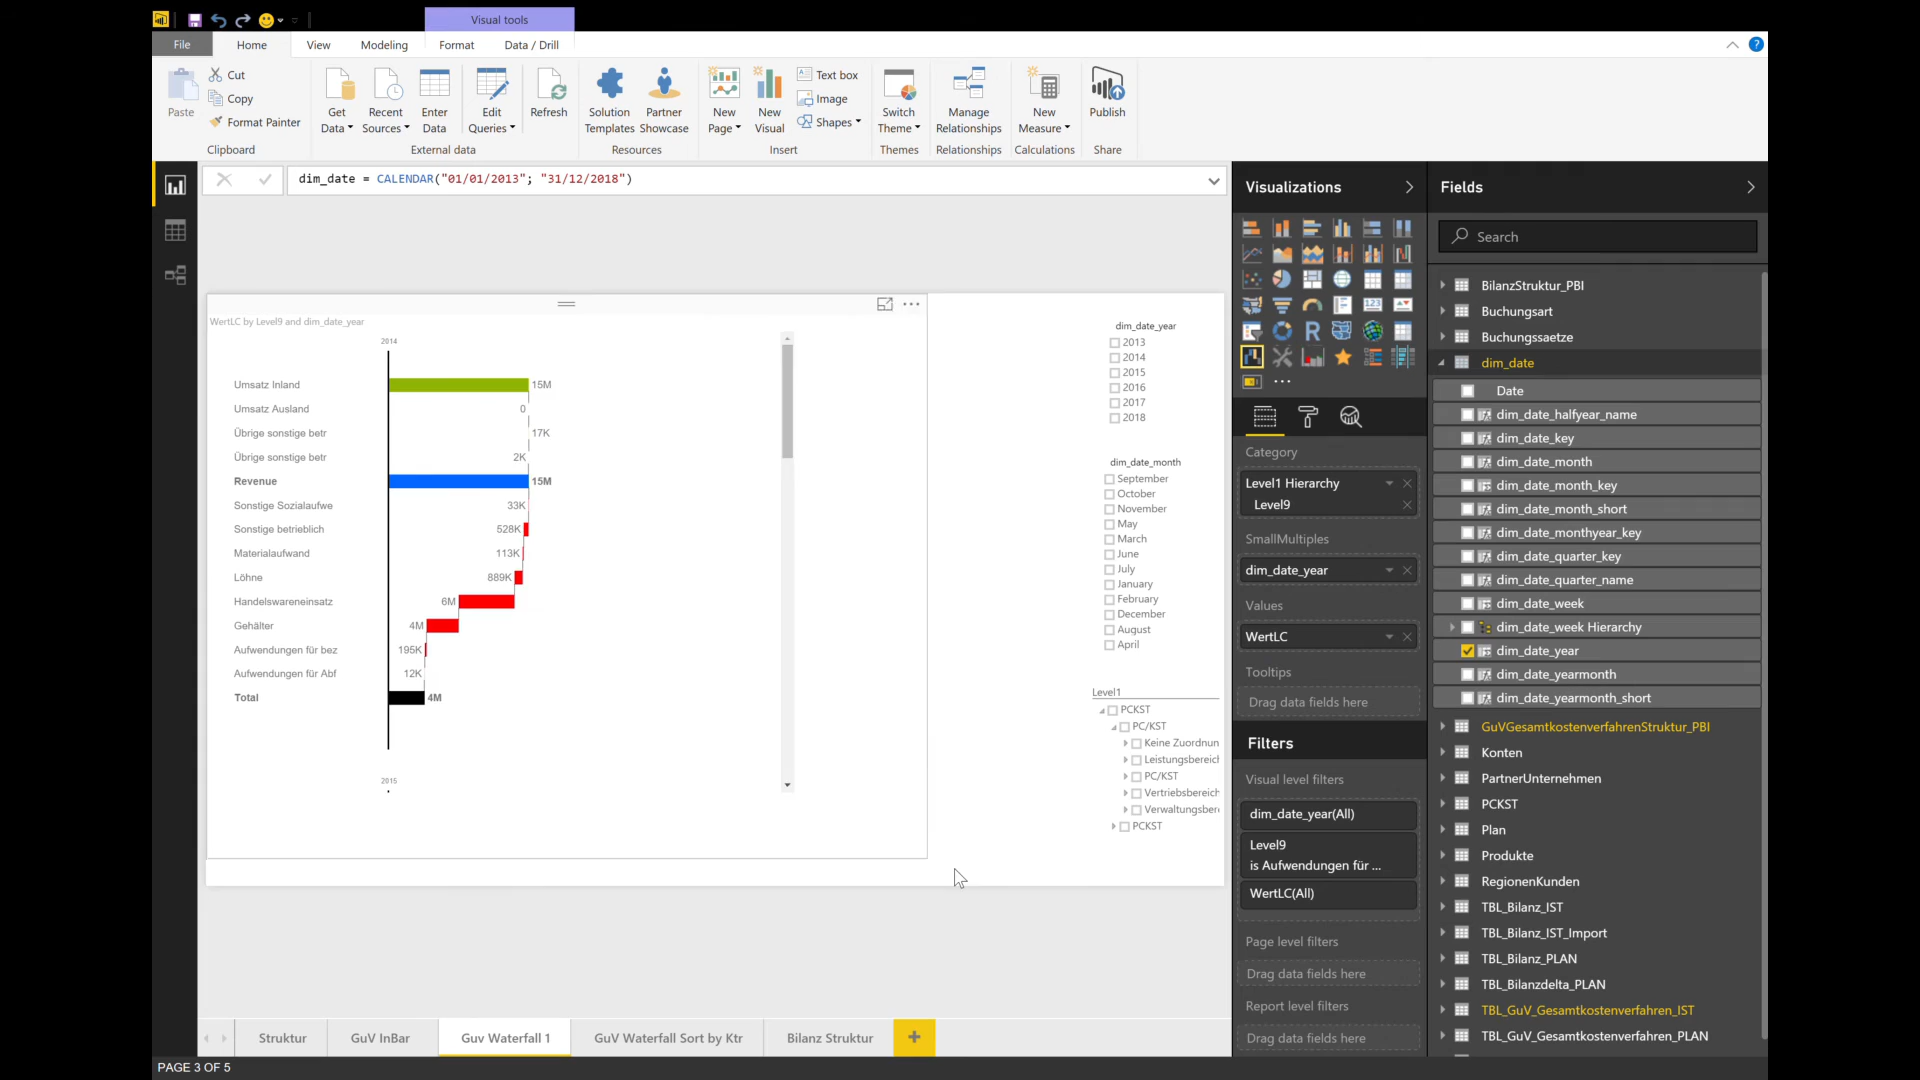 Visual tools
File
Home
View
Modeling
Format
Data / Drill
Paste
Cut
Copy
Format Painter
Clipboard
Get Data
Recent Sources
Enter Data
Edit Queries
External data
Refresh
Solution Templates
Partner Showcase
Resources
New Page
New Visual
Text box
Image
Shapes
Insert
Switch Theme
Themes
Manage Relationships
Relationships
New Measure
Calculations
Publish
Share
dim_date = CALENDAR("01/01/2013"; "31/12/2018")
WertLC by Level9 and dim_date_year
2014
Umsatz Inland 15M
Umsatz Ausland 0
Übrige sonstige betr 17K
Übrige sonstige betr 2K
Revenue 15M
Sonstige Sozialaufwe 33K
Sonstige betrieblich 528K
Materialaufwand 113K
Löhne 889K
Handelswareneinsatz 6M
Gehälter 4M
Aufwendungen für bez 195K
Aufwendungen für Abf 12K
Total 4M
2015
dim_date_year
2013
2014
2015
2016
2017
2018
dim_date_month
September
October
November
May
March
June
July
January
February
December
August
April
Level1
PCKST
PC/KST
Keine Zuordnun
Leistungsbereich
PC/KST
Vertriebsbereich
Verwaltungsber
PCKST
Visualizations
Category
Level1 Hierarchy
Level9
SmallMultiples
dim_date_year
Values
WertLC
Tooltips
Drag data fields here
Filters
Visual level filters
dim_date_year(All)
Level9
is Aufwendungen für ...
WertLC(All)
Page level filters
Drag data fields here
Report level filters
Drag data fields here
Fields
Search
BilanzStruktur_PBI
Buchungsart
Buchungssaetze
dim_date
Date
dim_date_halfyear_name
dim_date_key
dim_date_month
dim_date_month_key
dim_date_month_short
dim_date_monthyear_key
dim_date_quarter_key
dim_date_quarter_name
dim_date_week
dim_date_week Hierarchy
dim_date_year
dim_date_yearmonth
dim_date_yearmonth_short
GuVGesamtkostenverfahrenStruktur_PBI
Konten
PartnerUnternehmen
PCKST
Plan
Produkte
RegionenKunden
TBL_Bilanz_IST
TBL_Bilanz_IST_Import
TBL_Bilanz_PLAN
TBL_Bilanzdelta_PLAN
TBL_GuV_Gesamtkostenverfahren_IST
TBL_GuV_Gesamtkostenverfahren_PLAN
Struktur
GuV InBar
Guv Waterfall 1
GuV Waterfall Sort by Ktr
Bilanz Struktur
PAGE 3 OF 5